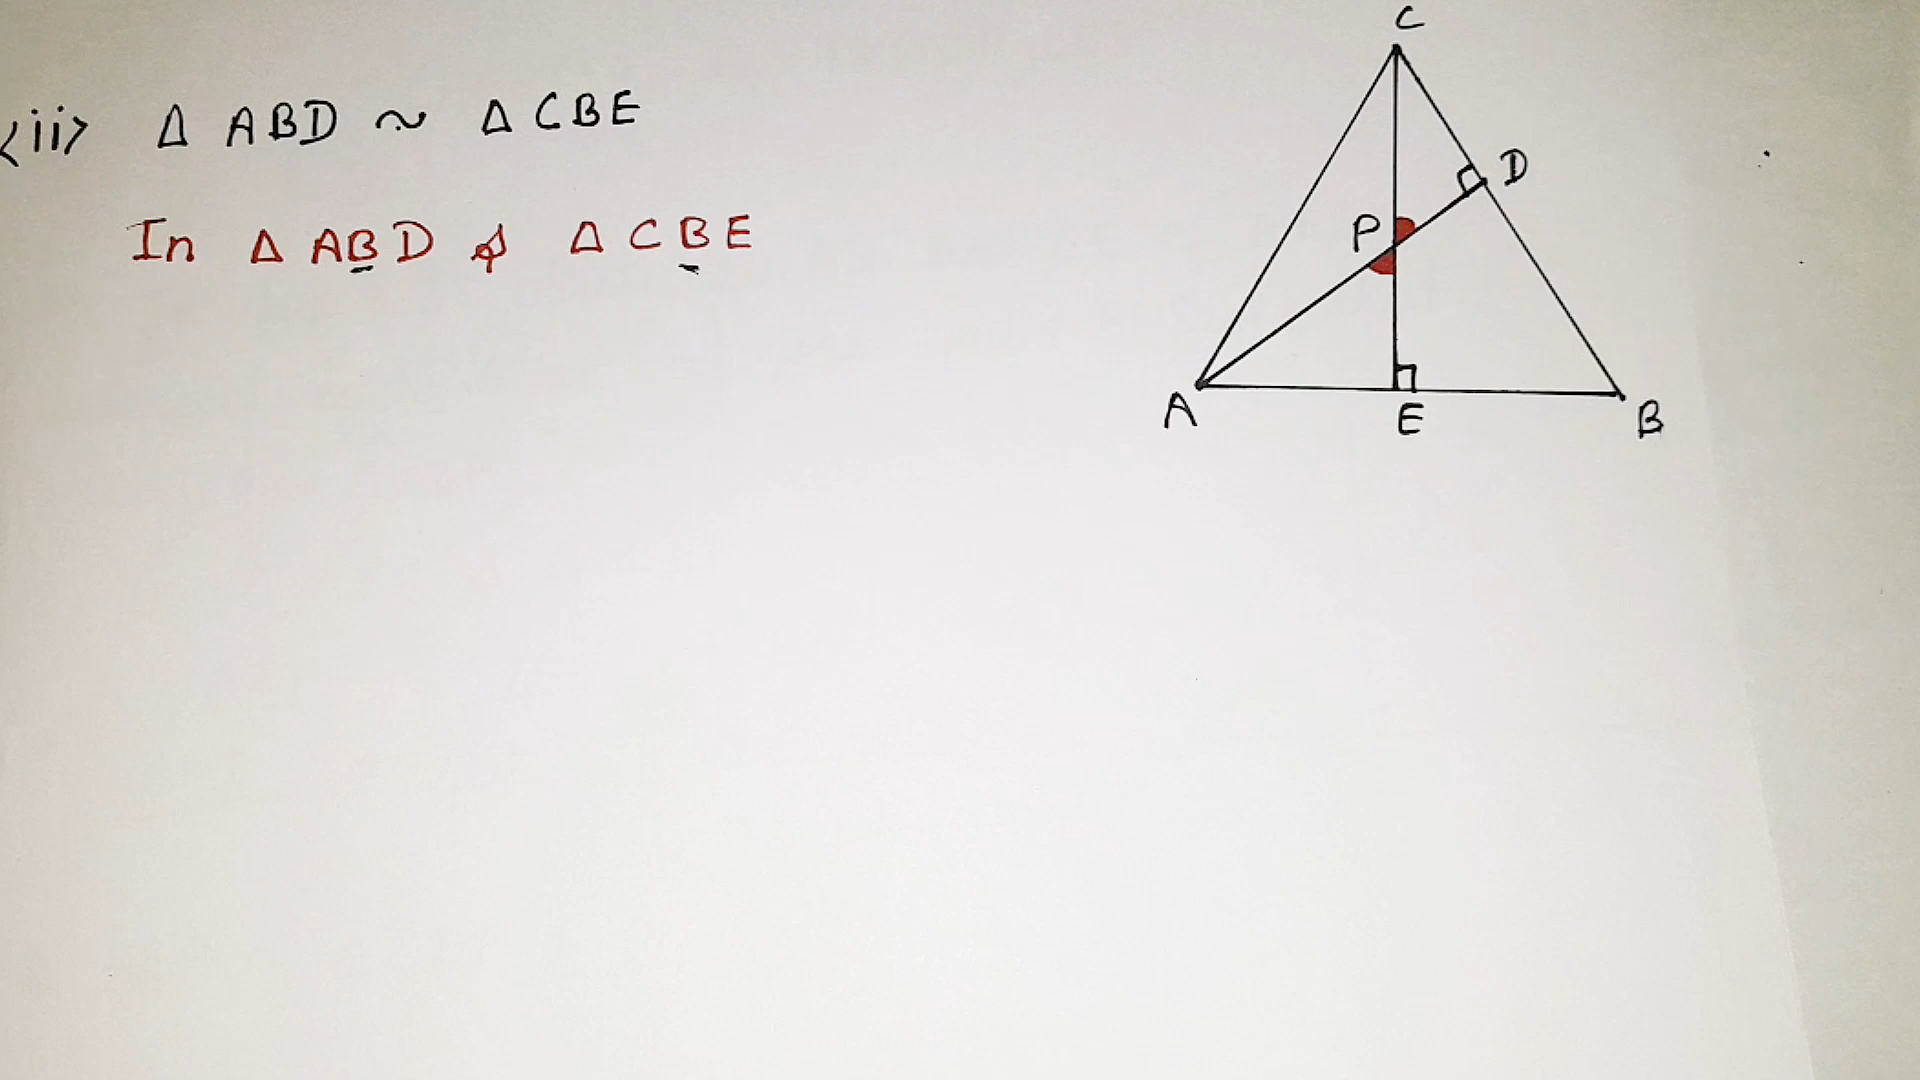 <ii> Δ ABD ~ Δ CBE
In Δ ABD & Δ CBE
C
D
P
A
E
B